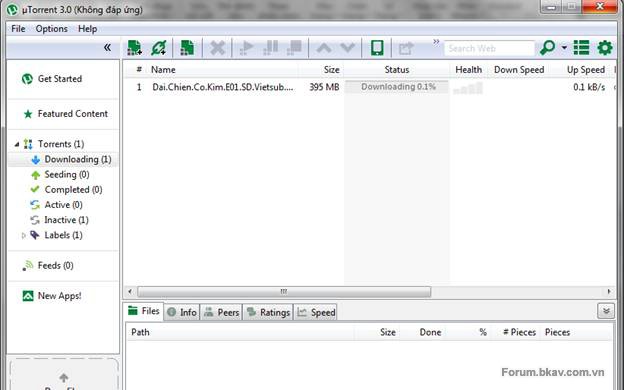 µTorrent 3.0 (Không đáp ứng)
File Options Help
« » Search Web
# Name Size Status Health Down Speed Up Speed
1 Dai.Chien.Co.Kim.E01.SD.Vietsub.... 395 MB Downloading 0.1% 0.1 kB/s
Get Started
Featured Content
Torrents (1)
Downloading (1)
Seeding (0)
Completed (0)
Active (0)
Inactive (1)
Labels (1)
Feeds (0)
New Apps!
Files Info Peers Ratings Speed
Path Size Done % # Pieces Pieces
Forum.bkav.com.vn